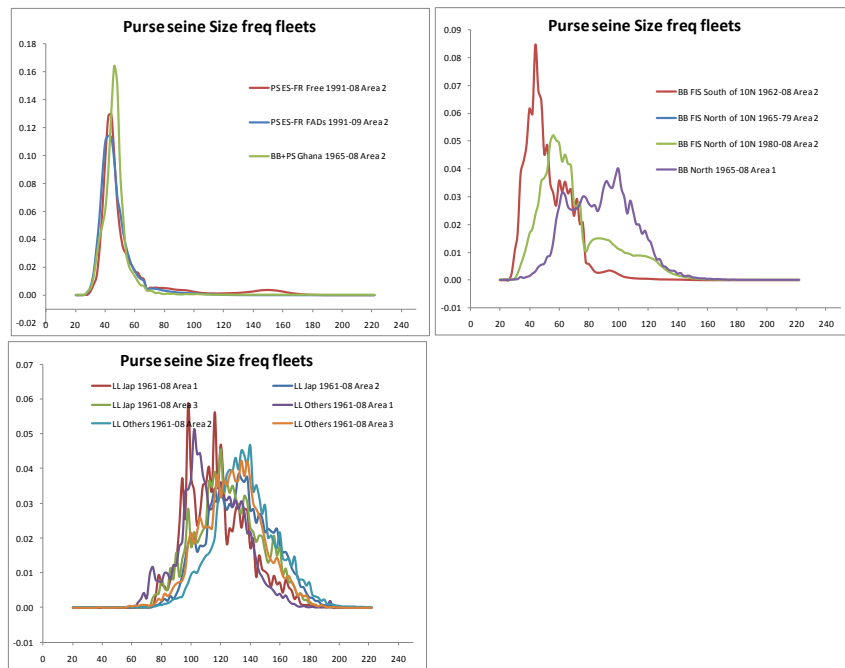 Purse seine Size freq fleets
0.18
0.16
0.14
0.12
0.10
0.08
0.06
0.04
0.02
0.00
-0.02
PS ES-FR Free 1991-08 Area 2
PS ES-FR FADs 1991-09 Area 2
BB+PS Ghana 1965-08 Area 2
0 20 40 60 80 100 120 140 160 180 200 220 240
Purse seine Size freq fleets
0.09
0.08
0.07
0.06
0.05
0.04
0.03
0.02
0.01
0.00
-0.01
BB FIS South of 10N 1962-08 Area 2
BB FIS North of 10N 1965-79 Area 2
BB FIS North of 10N 1980-08 Area 2
BB North 1965-08 Area 1
0 20 40 60 80 100 120 140 160 180 200 220 240
Purse seine Size freq fleets
0.07
0.06
0.05
0.04
0.03
0.02
0.01
0.00
-0.01
LL Jap 1961-08 Area 1 LL Jap 1961-08 Area 2
LL Jap 1961-08 Area 3 LL Others 1961-08 Area 1
LL Others 1961-08 Area 2 LL Others 1961-08 Area 3
0 20 40 60 80 100 120 140 160 180 200 220 240